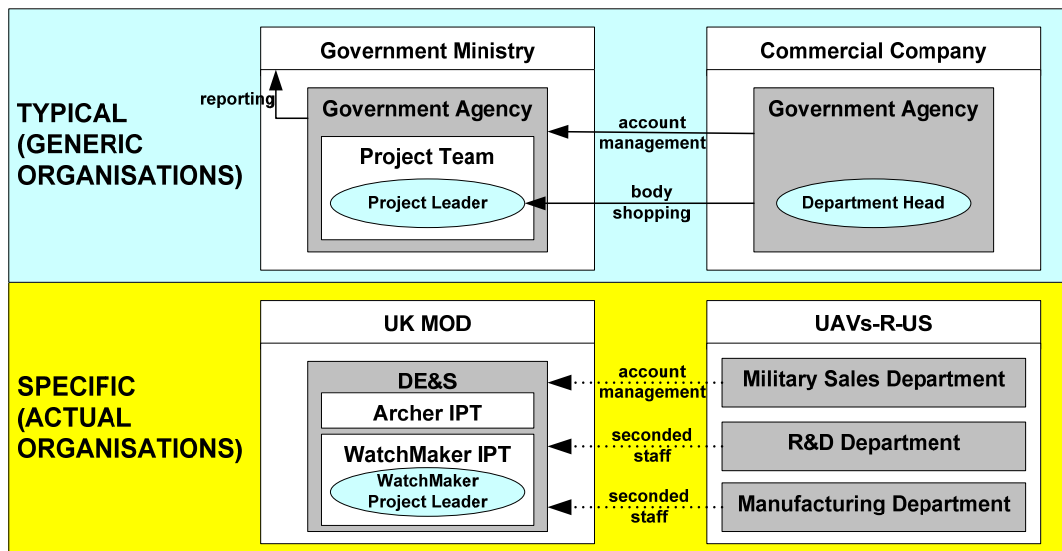 Government Ministry
Commercial Company
TYPICAL
(GENERIC
ORGANISATIONS)
reporting
Government Agency
Project Team
Project Leader
account
management
body
shopping
Government Agency
Department Head
SPECIFIC
(ACTUAL
ORGANISATIONS)
UK MOD
DE&S
Archer IPT
WatchMaker IPT
WatchMaker
Project Leader
account
management
seconded
staff
seconded
staff
UAVs-R-US
Military Sales Department
R&D Department
Manufacturing Department